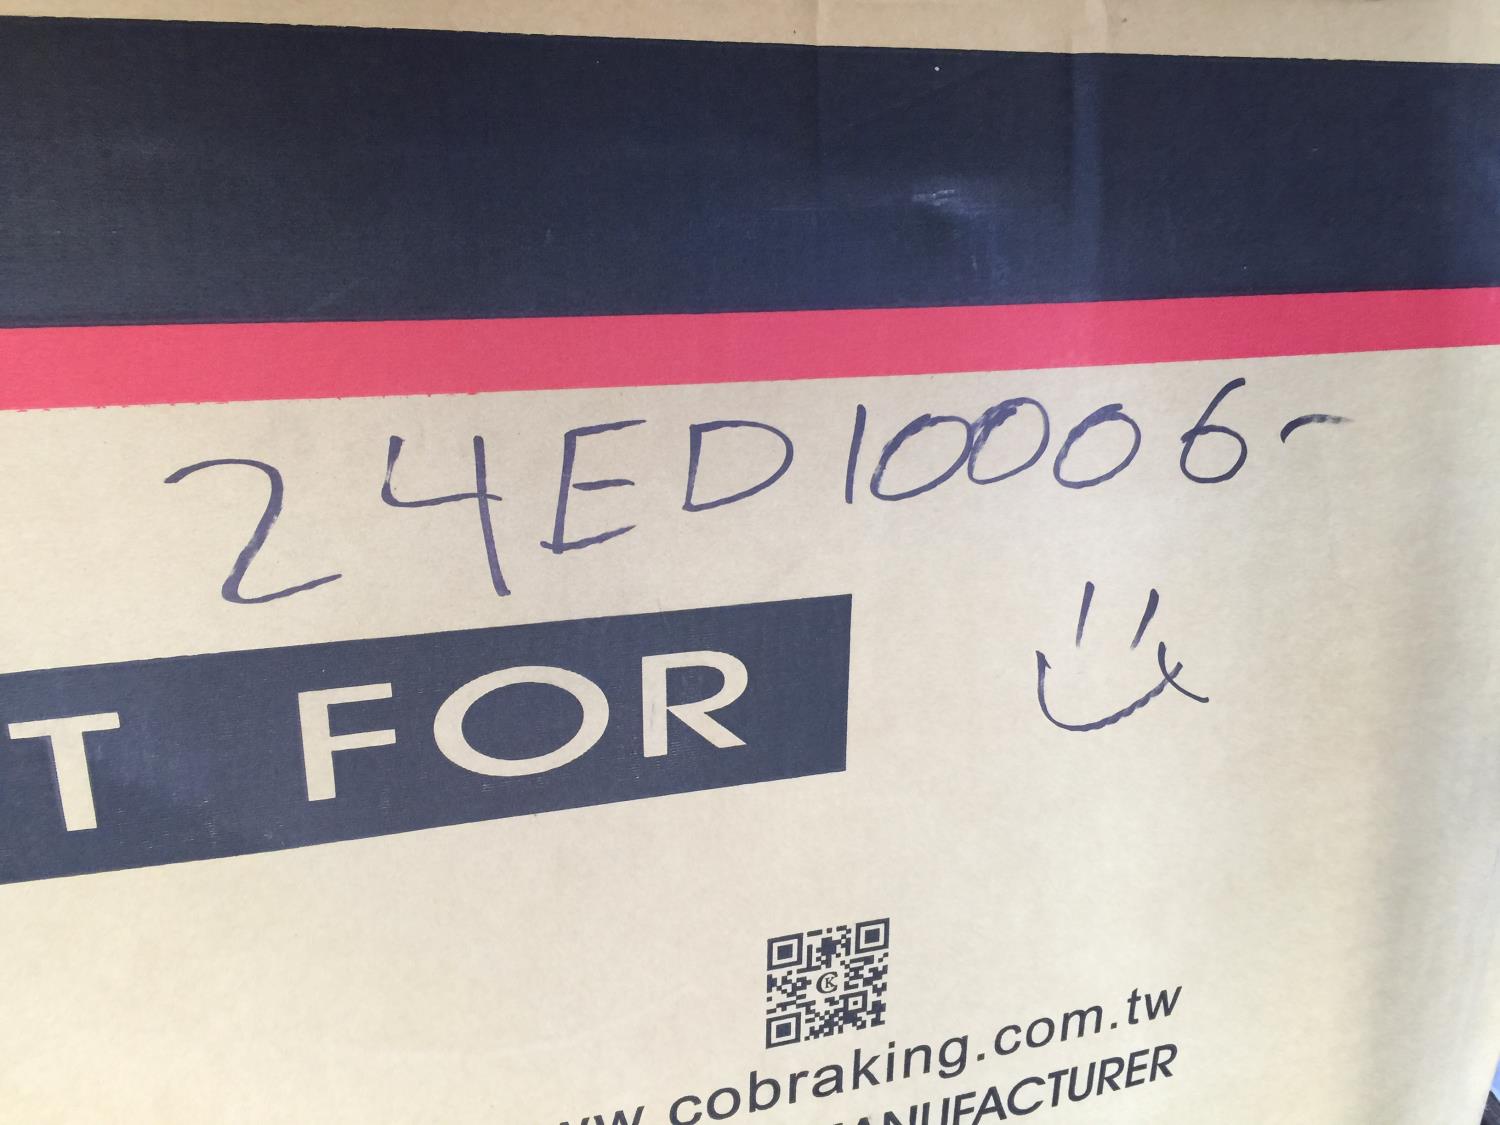 24ED10006-
T FOR
www.cobraking.com.tw
MANUFACTURER